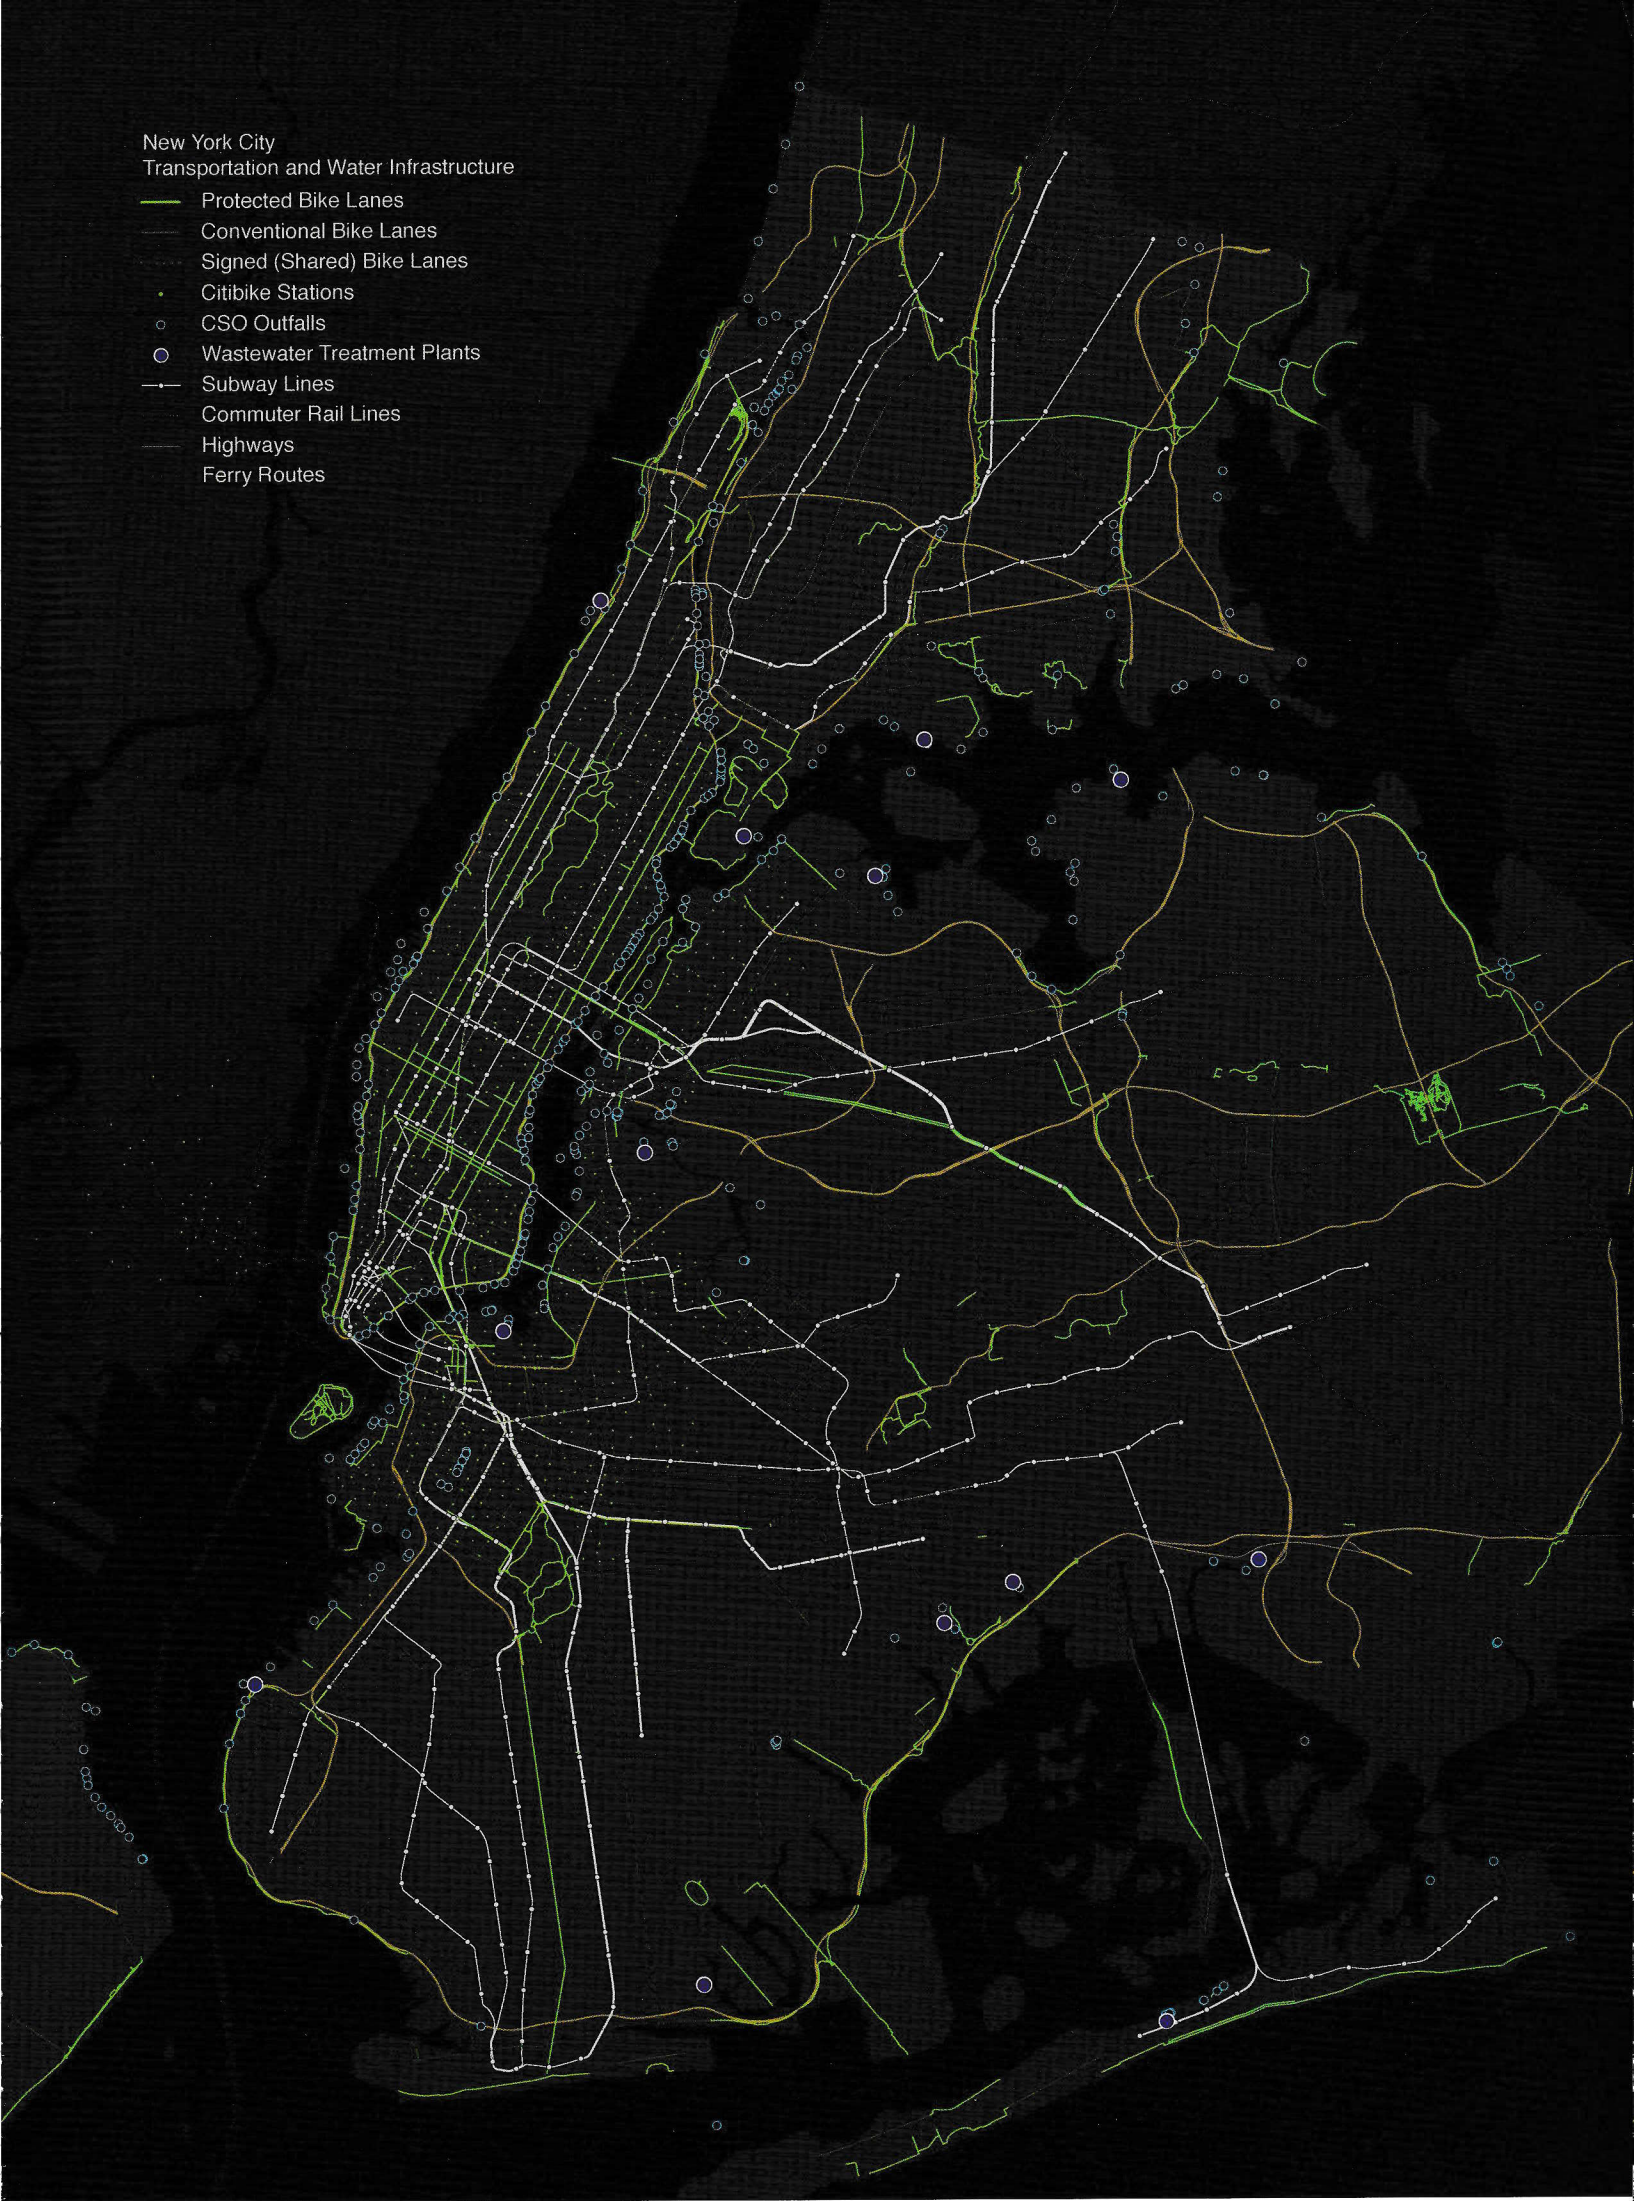 New York City
Transportation and Water Infrastructure
Protected Bike Lanes
Conventional Bike Lanes
Signed (Shared) Bike Lanes
Citibike Stations
CSO Outfalls
Wastewater Treatment Plants
Subway Lines
Commuter Rail Lines
Highways
Ferry Routes